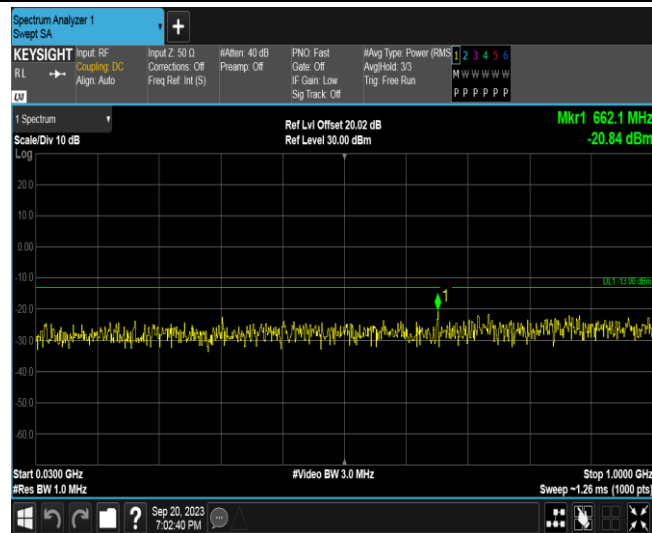 Spectrum Analyzer 1
Swept SA
+
KEYSIGHT
RL
LXI
Input: RF
Coupling: DC
Align: Auto
Input Z: 50 Ω
Corrections: Off
Freq Ref: Int (S)
#Atten: 40 dB
Preamp: Off
PNO: Fast
Gate: Off
IF Gain: Low
Sig Track: Off
#Avg Type: Power (RMS
Avg|Hold: 3/3
Trig: Free Run
1 2 3 4 5 6
M W W W W W
P P P P P P
1 Spectrum
Scale/Div 10 dB
Log
Ref Lvl Offset 20.02 dB
Ref Level 30.00 dBm
Mkr1 662.1 MHz
-20.84 dBm
20.0
10.0
0.00
-10.0
DL1 -13.00 dBm
1
-20.0
-30.0
-40.0
-50.0
-60.0
Start 0.0300 GHz
#Res BW 1.0 MHz
#Video BW 3.0 MHz
Stop 1.0000 GHz
Sweep ~1.26 ms (1000 pts)
?
Sep 20, 2023
7:02:40 PM